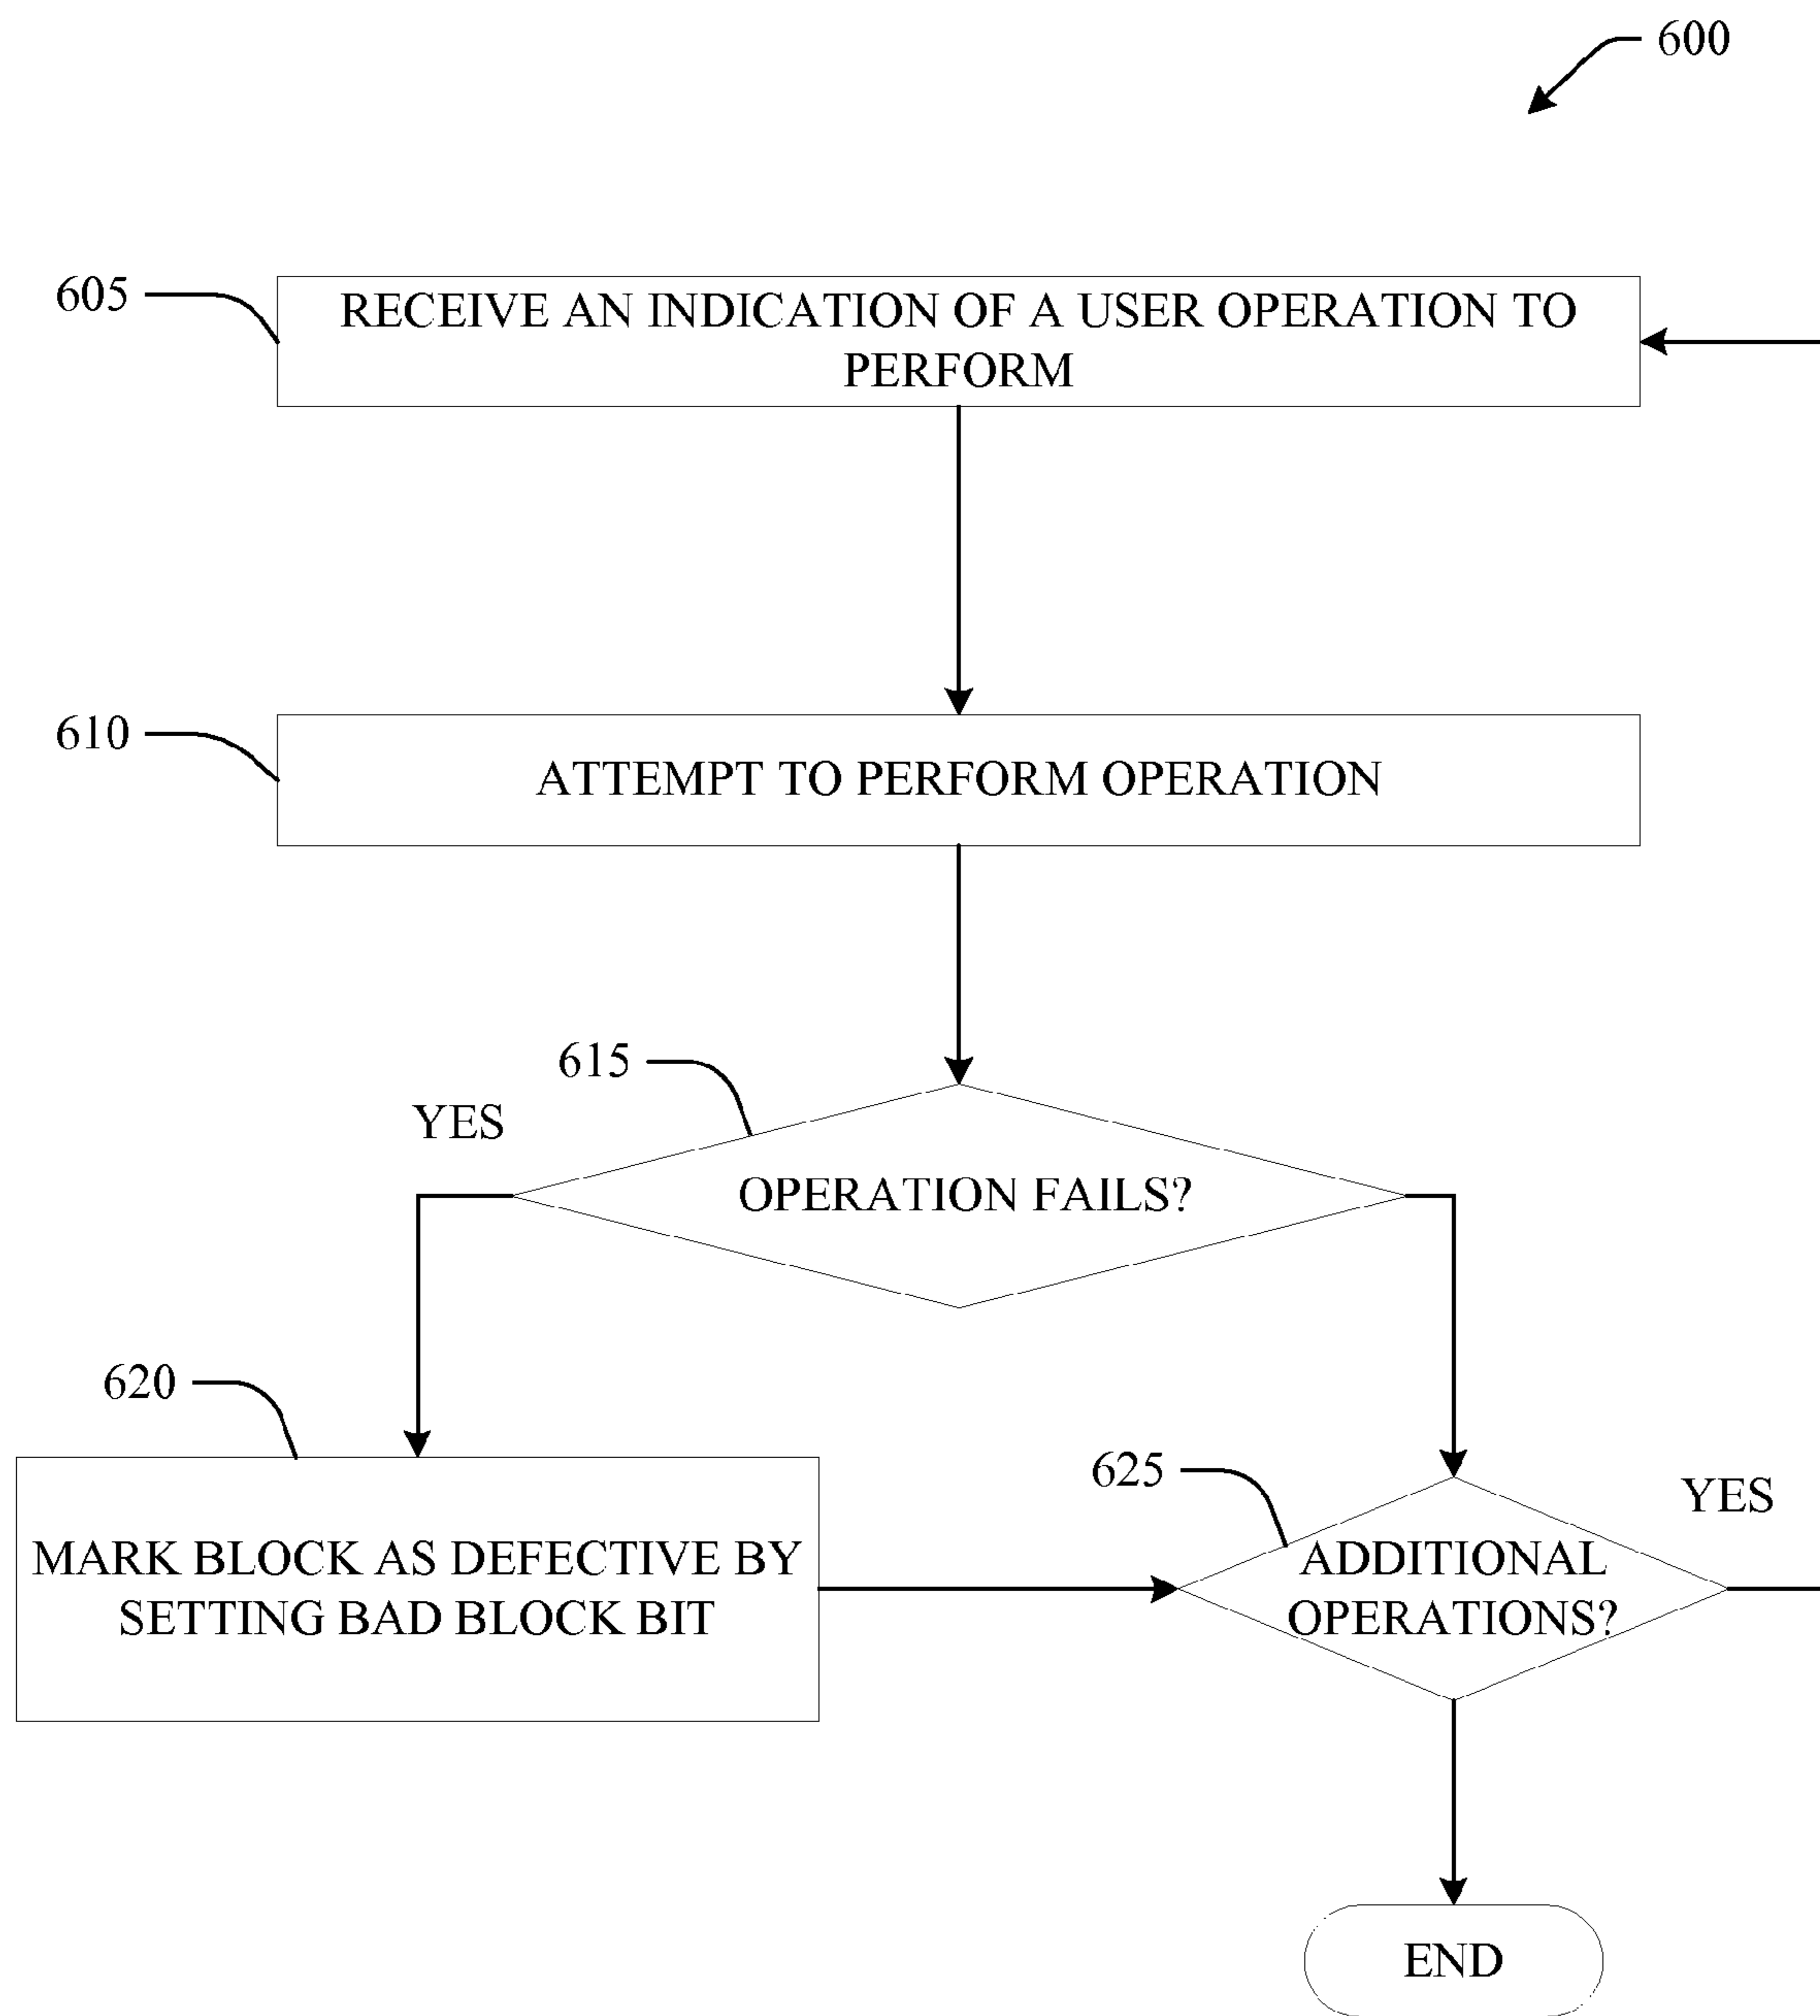 600
605
RECEIVE AN INDICATION OF A USER OPERATION TO
PERFORM
610
ATTEMPT TO PERFORM OPERATION
615
YES
OPERATION FAILS?
620
MARK BLOCK AS DEFECTIVE BY
SETTING BAD BLOCK BIT
625
YES
ADDITIONAL
OPERATIONS?
END